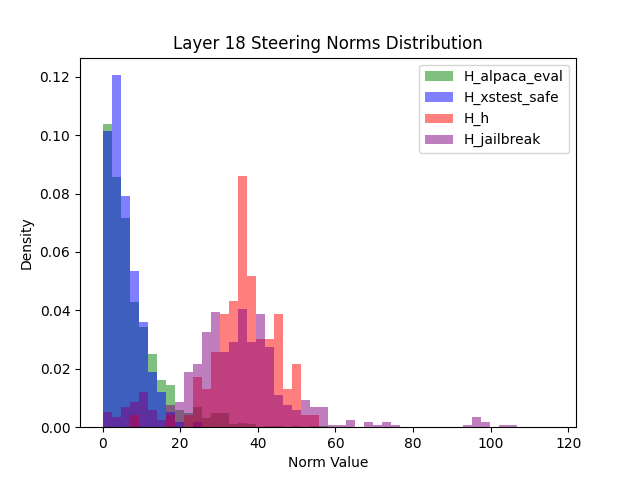 Layer 18 Steering Norms Distribution
H_alpaca_eval
H_xstest_safe
H_h
H_jailbreak
Density
0.12
0.10
0.08
0.06
0.04
0.02
0.00
0
20
40
60
80
100
120
Norm Value